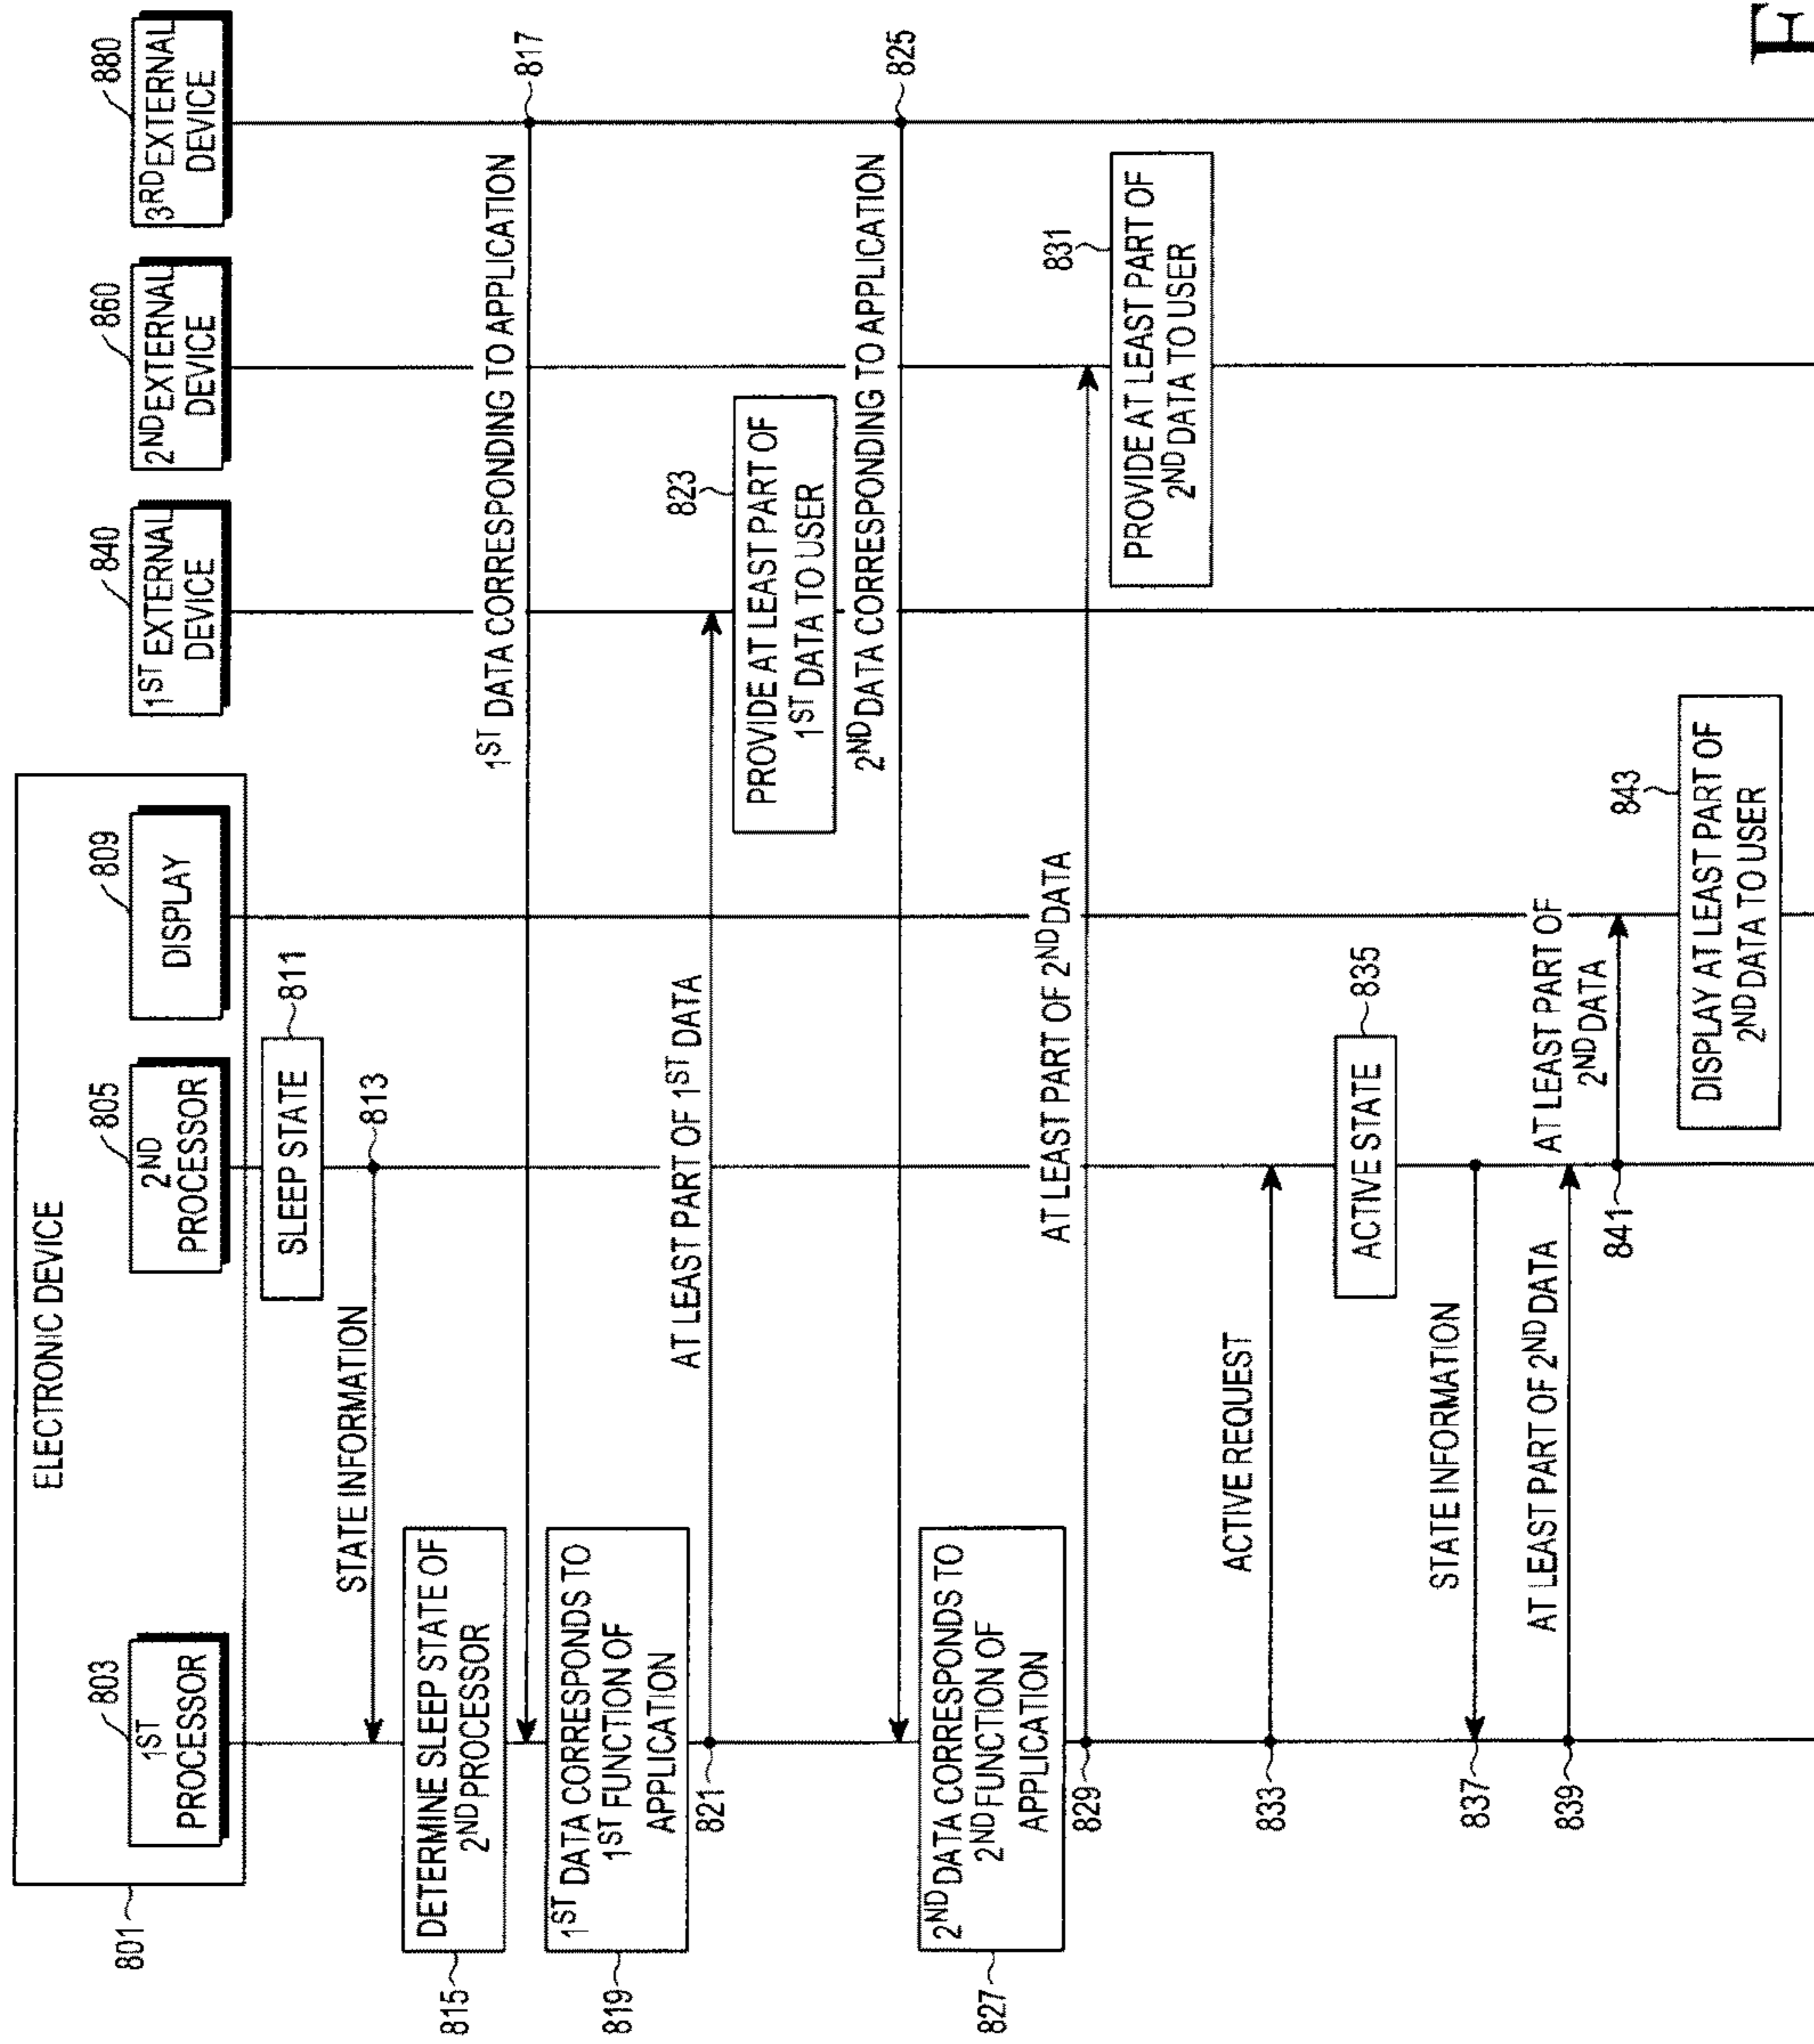 ELECTRONIC DEVICE
801
803
1ST
PROCESSOR
805
2ND
PROCESSOR
809
DISPLAY
840
1ST EXTERNAL
DEVICE
860
2ND EXTERNAL
DEVICE
880
3RD EXTERNAL
DEVICE
SLEEP STATE
811
STATE INFORMATION
813
DETERMINE SLEEP STATE OF
2ND PROCESSOR
815
1ST DATA CORRESPONDING TO APPLICATION
817
1ST DATA CORRESPONDS TO
1ST FUNCTION OF
APPLICATION
819
AT LEAST PART OF 1ST DATA
821
823
PROVIDE AT LEAST PART OF
1ST DATA TO USER
2ND DATA CORRESPONDING TO APPLICATION
825
2ND DATA CORRESPONDS TO
2ND FUNCTION OF
APPLICATION
827
AT LEAST PART OF 2ND DATA
829
831
PROVIDE AT LEAST PART OF
2ND DATA TO USER
ACTIVE REQUEST
833
ACTIVE STATE
835
STATE INFORMATION
837
AT LEAST PART OF 2ND DATA
839
AT LEAST PART OF
2ND DATA
841
843
DISPLAY AT LEAST PART OF
2ND DATA TO USER
F